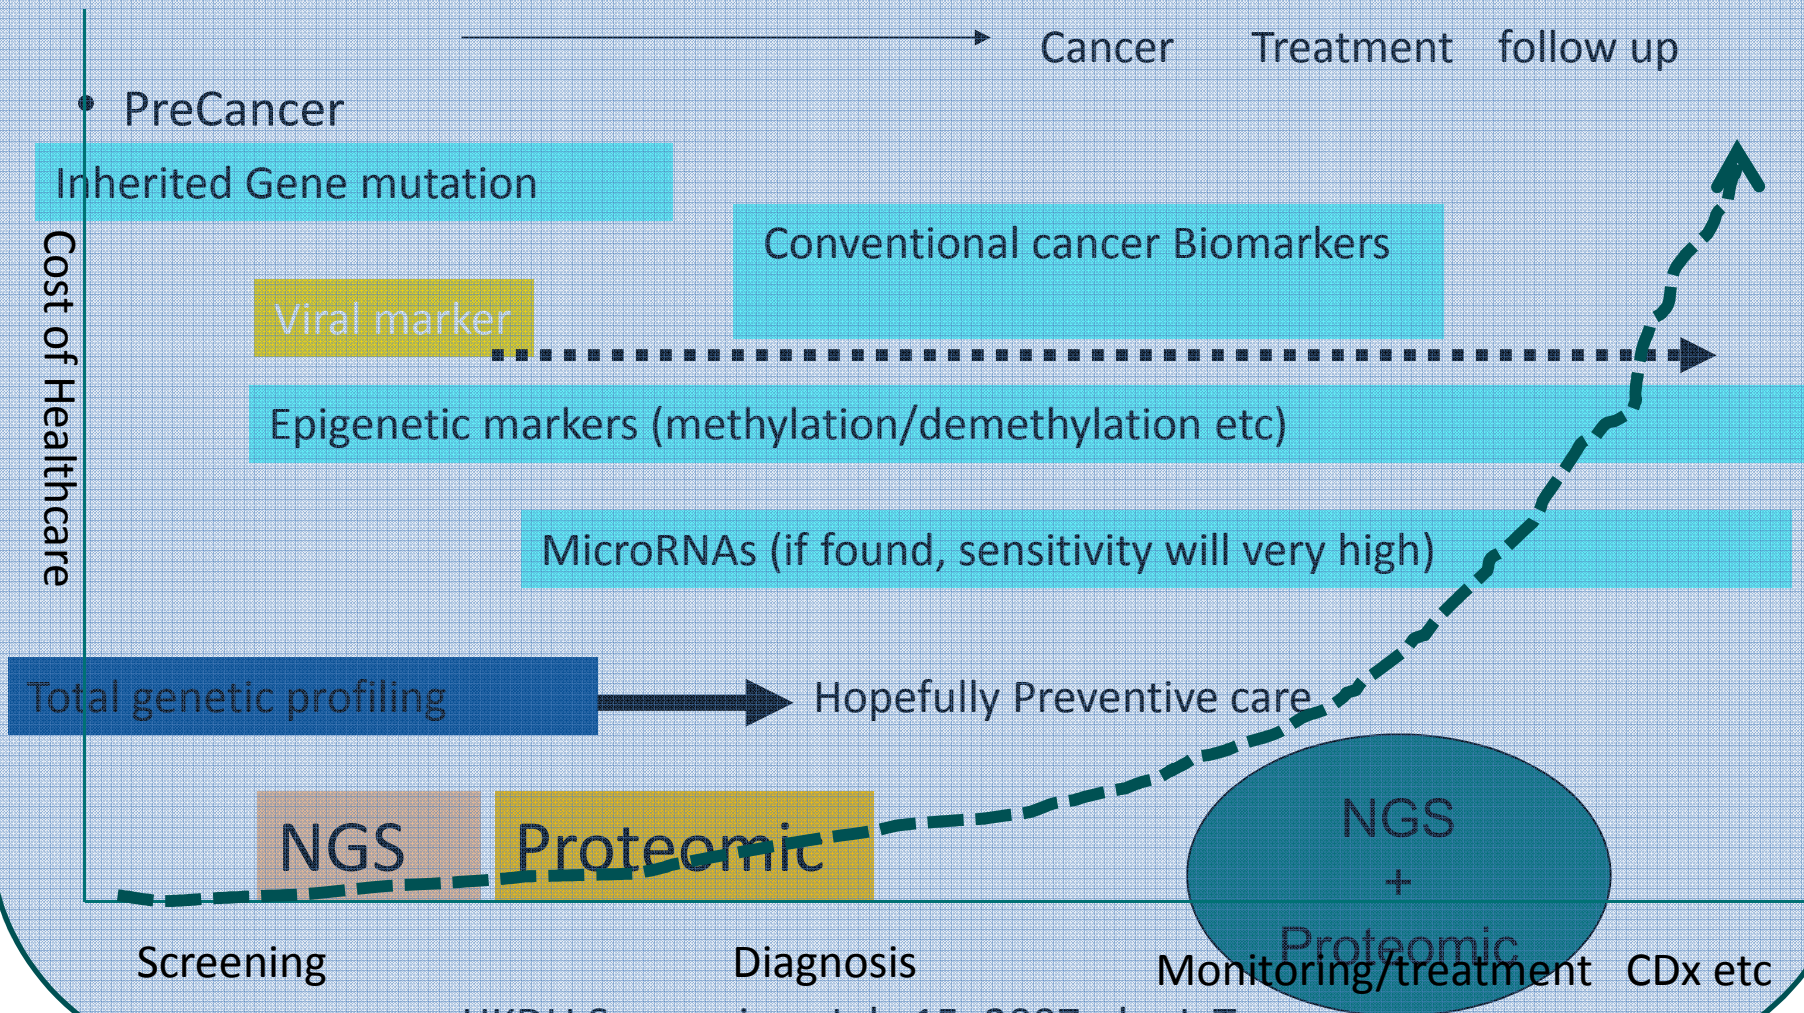 Cancer Treatment follow up
PreCancer
Inherited Gene mutation
Conventional cancer Biomarkers
Cost of Healthcare
Viral marker
Epigenetic markers (methylation/demethylation etc)
MicroRNAs (if found, sensitivity will very high)
Total genetic profiling
Hopefully Preventive care
NGS
Proteomic
NGS
+
Proteomic
Screening
Diagnosis
Monitoring/treatment
CDx etc